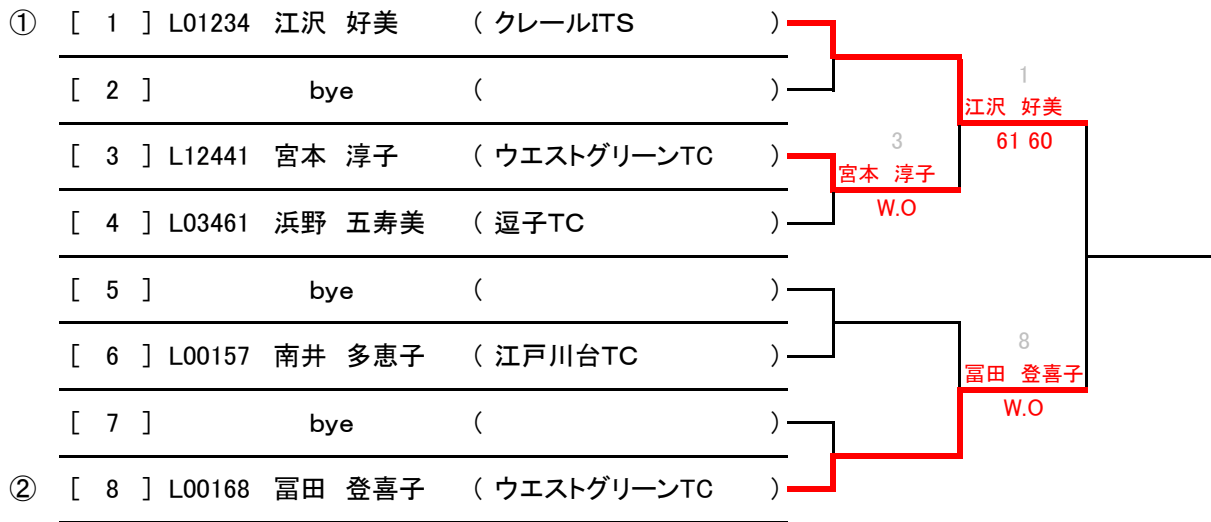 ① [ 1 ] L01234 江沢 好美 ( クレールITS )
[ 2 ] bye ( )
1
江沢 好美
[ 3 ] L12441 宮本 淳子 ( ウエストグリーンTC )
3
61 60
宮本 淳子
W.O
[ 4 ] L03461 浜野 五寿美 ( 逗子TC )
[ 5 ] bye ( )
[ 6 ] L00157 南井 多恵子 ( 江戸川台TC )
8
冨田 登喜子
W.O
[ 7 ] bye ( )
② [ 8 ] L00168 冨田 登喜子 ( ウエストグリーンTC )